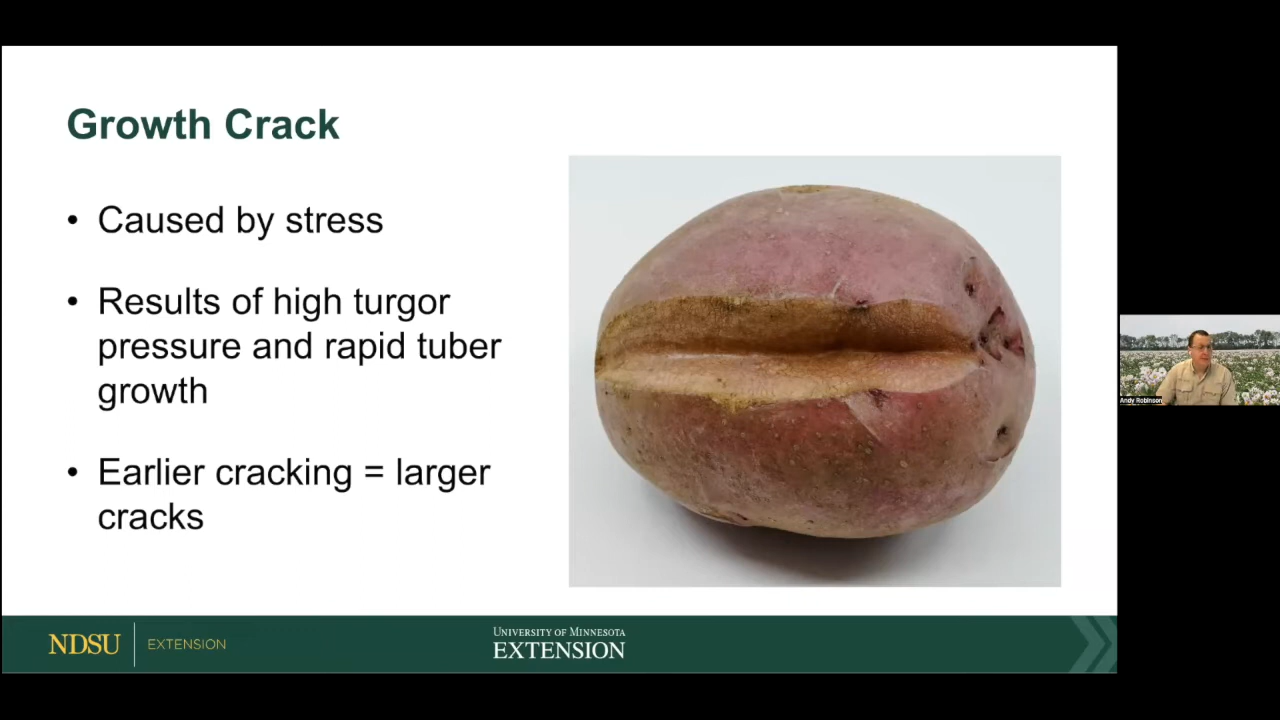 Growth Crack
• Caused by stress
• Results of high turgor
pressure and rapid tuber
growth
• Earlier cracking = larger
cracks
NDSU EXTENSION
UNIVERSITY OF MINNESOTA
EXTENSION
Andy Robinson